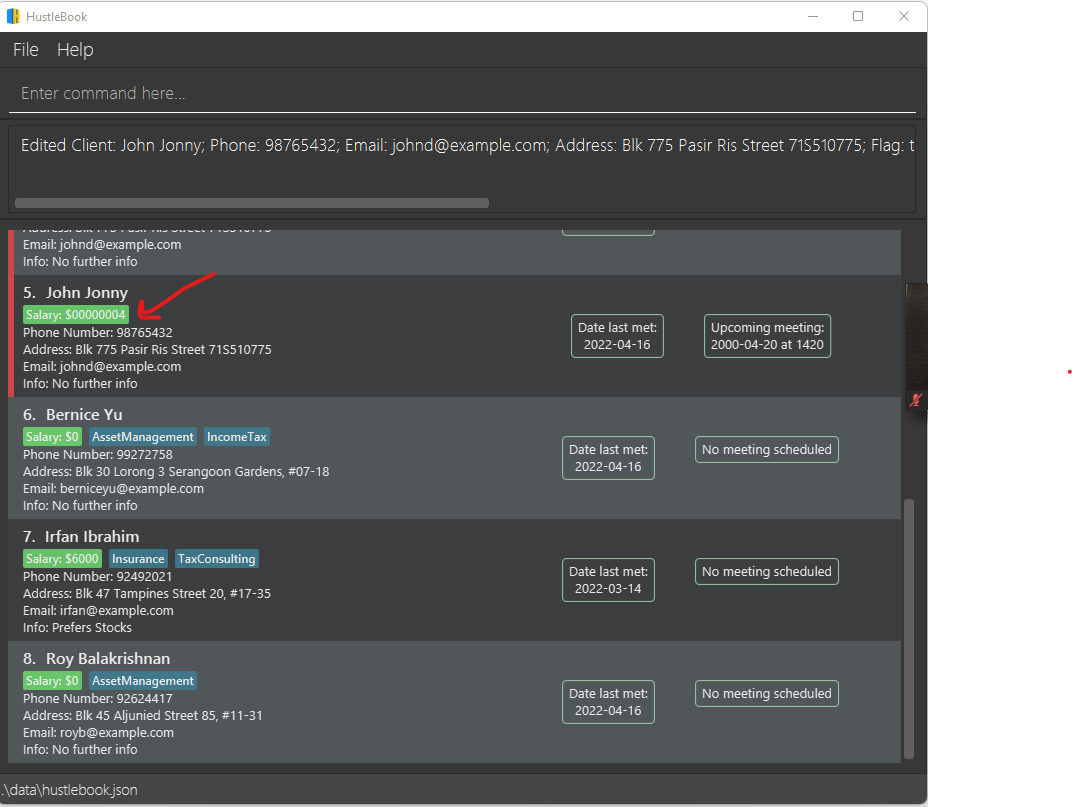 HustleBook
File Help
Enter command here...
Edited Client: John Jonny; Phone: 98765432; Email: johnd@example.com; Address: Blk 775 Pasir Ris Street 71S510775; Flag: t
Address: Blk 775 Pasir Ris Street 71S510775
Email: johnd@example.com
Info: No further info
5. John Jonny
Salary: $00000004
Phone Number: 98765432
Address: Blk 775 Pasir Ris Street 71S510775
Email: johnd@example.com
Info: No further info
Date last met:
2022-04-16
Upcoming meeting:
2000-04-20 at 1420
6. Bernice Yu
Salary: $0 AssetManagement IncomeTax
Phone Number: 99272758
Address: Blk 30 Lorong 3 Serangoon Gardens, #07-18
Email: berniceyu@example.com
Info: No further info
Date last met:
2022-04-16
No meeting scheduled
7. Irfan Ibrahim
Salary: $6000 Insurance TaxConsulting
Phone Number: 92492021
Address: Blk 47 Tampines Street 20, #17-35
Email: irfan@example.com
Info: Prefers Stocks
Date last met:
2022-03-14
No meeting scheduled
8. Roy Balakrishnan
Salary: $0 AssetManagement
Phone Number: 92624417
Address: Blk 45 Aljunied Street 85, #11-31
Email: royb@example.com
Info: No further info
Date last met:
2022-04-16
No meeting scheduled
.\data\hustlebook.json